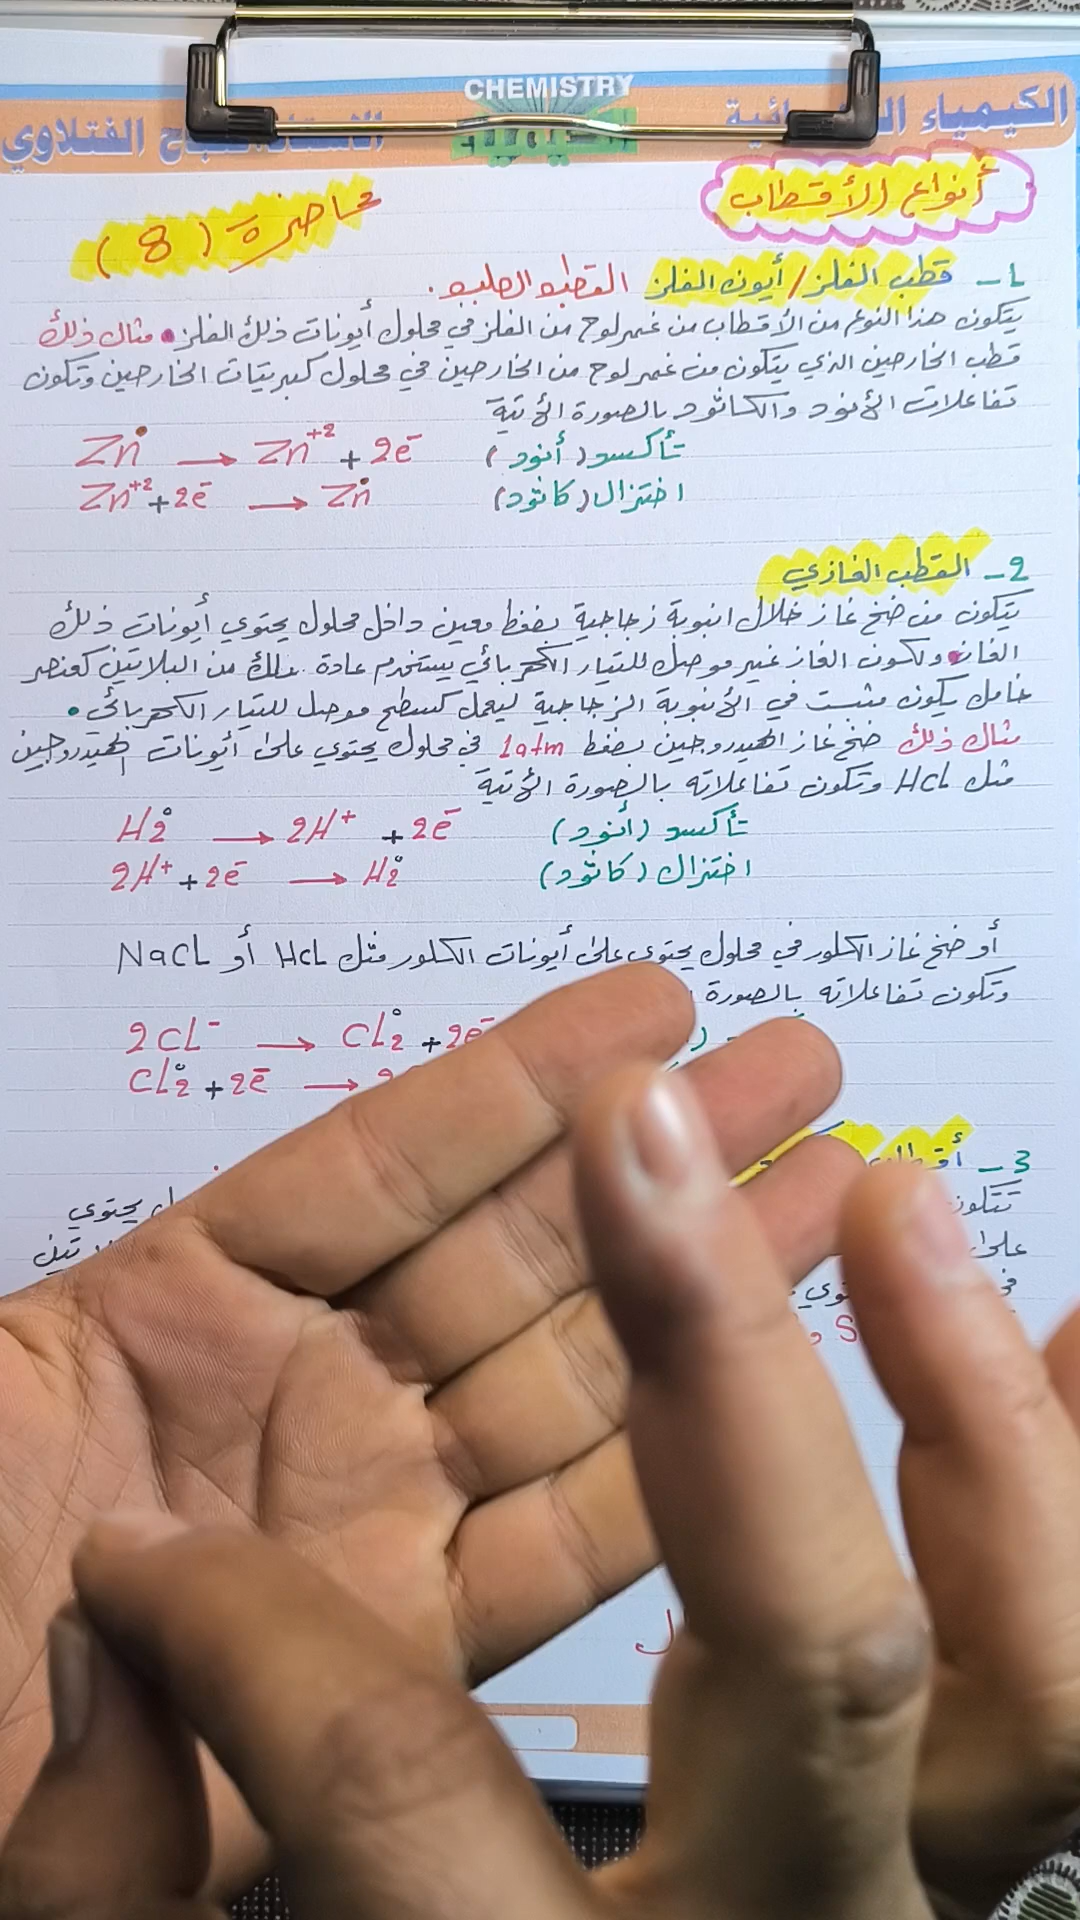 CHEMISTRY
الكيمياء
الفتلاوي
أنواع الأقطاب
محاضرة (8)
1- قطب الفلز/أيون الفلز القطب الصلب.
يتكون هذا النوع من الأقطاب من غمر لوح من الفلز في محلول أيونات ذلك الفلز. مثال ذلك
قطب الخارصين الذي يتكون من غمر لوح من الخارصين في محلول كبريتات الخارصين وتكون
تفاعلات الأنود والكاثود بالصورة الآتية
تأكسد (أنود) Zn° → Zn⁺² + 2e⁻
اختزال (كاثود) Zn⁺² + 2e⁻ → Zn°
2- القطب الغازي
يتكون من ضخ غاز خلال انبوبة زجاجية بضغط معين داخل محلول يحتوي أيونات ذلك
الغاز. ولكون الغاز غير موصل للتيار الكهربائي يستخدم عادة سلك من البلاتين كعنصر
خامل يكون مثبت في الأنبوبة الزجاجية ليعمل كسطح موصل للتيار الكهربائي.
مثال ذلك ضخ غاز الهيدروجين بضغط 1atm في محلول يحتوي على أيونات الهيدروجين
مثل HCL وتكون تفاعلاته بالصورة الآتية
تأكسد (أنود) H₂° → 2H⁺ + 2e⁻
اختزال (كاثود) 2H⁺ + 2e⁻ → H₂°
أو ضخ غاز الكلور في محلول يحتوي على أيونات الكلور مثل HCL أو NaCL
وتكون تفاعلاته بالصورة
2CL⁻ → CL₂° + 2e⁻
CL₂° + 2e⁻ →
3- أقطاب
تتكون
يحتوي
على